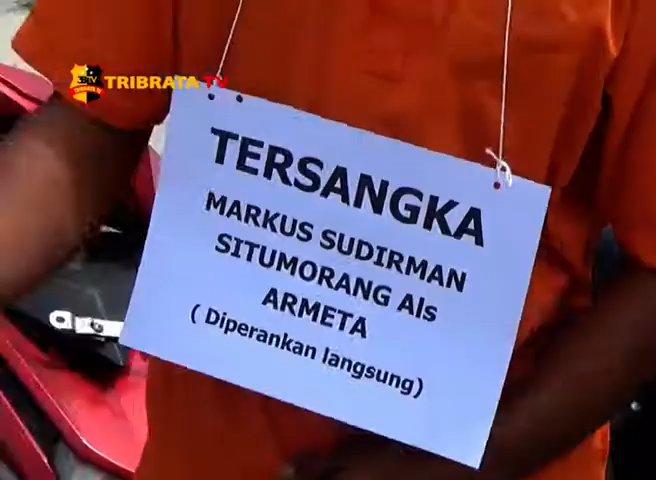 TRIBRATA TV
TERSANGKA
MARKUS SUDIRMAN
SITUMORANG Als
ARMETA
( Diperankan langsung )